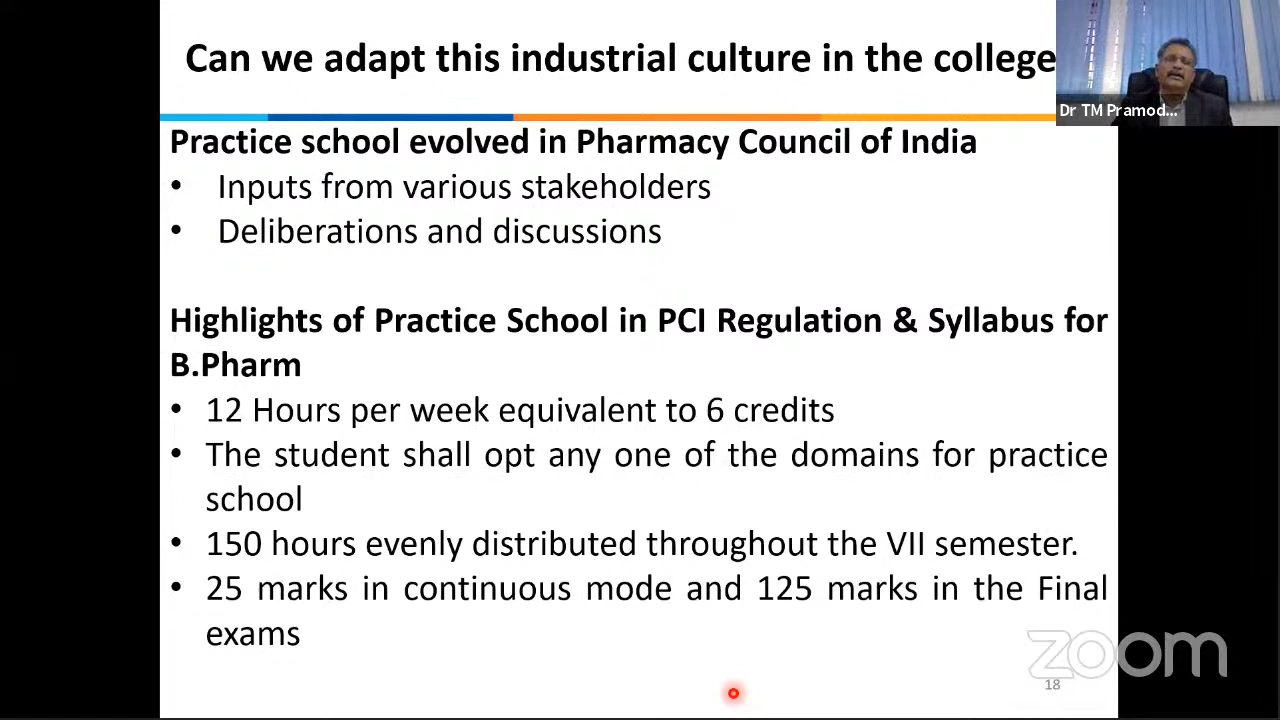 Can we adapt this industrial culture in the college
Dr TM Pramod...
Practice school evolved in Pharmacy Council of India
• Inputs from various stakeholders
• Deliberations and discussions
Highlights of Practice School in PCI Regulation & Syllabus for
B.Pharm
• 12 Hours per week equivalent to 6 credits
• The student shall opt any one of the domains for practice
school
• 150 hours evenly distributed throughout the VII semester.
• 25 marks in continuous mode and 125 marks in the Final
exams
zoom
18